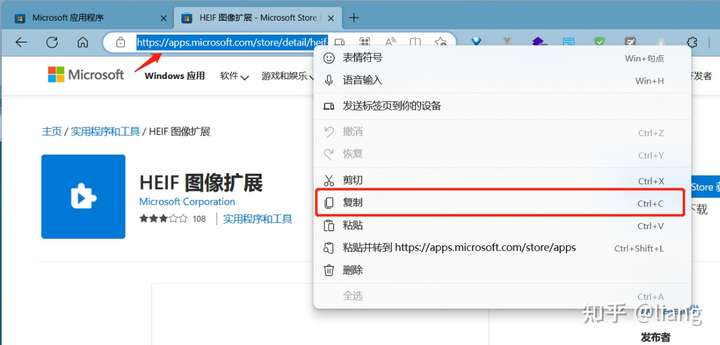 Microsoft 应用程序
HEIF 图像扩展 - Microsoft Store
https://apps.microsoft.com/store/detail/heif
表情符号 Win+句点
语音输入 Win+H
发送标签页到你的设备
撤消 Ctrl+Z
恢复 Ctrl+Y
剪切 Ctrl+X
复制 Ctrl+C
粘贴 Ctrl+V
粘贴并转到 https://apps.microsoft.com/store/apps Ctrl+Shift+L
删除
全选 Ctrl+A
Microsoft
Windows 应用
软件
游戏和娱乐
开发者
主页 / 实用程序和工具 / HEIF 图像扩展
HEIF 图像扩展
Microsoft Corporation
108
实用程序和工具
Store
下载
发布者
知乎 @liang